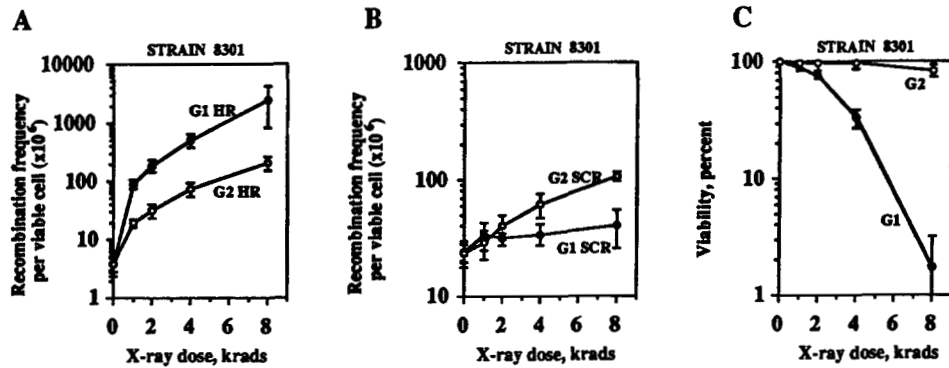 A
STRAIN 8301
Recombination frequency
per viable cell (x10⁶)
10000
1000
100
10
1
G1 HR
G2 HR
0 2 4 6 8
X-ray dose, krads
B
STRAIN 8301
Recombination frequency
per viable cell (x10⁶)
1000
100
10
G2 SCR
G1 SCR
0 2 4 6 8
X-ray dose, krads
C
STRAIN 8301
Viability, percent
100
10
1
G2
G1
0 2 4 6 8
X-ray dose, krads